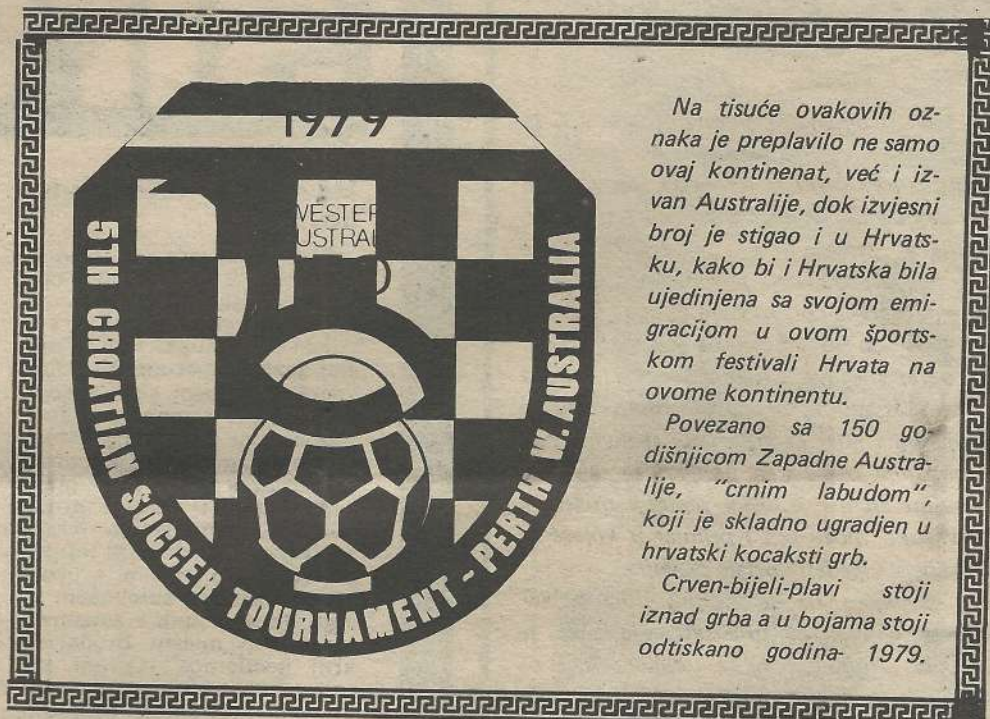 1979
WESTER
USTRAL
5TH CROATIAN SOCCER TOURNAMENT - PERTH W. AUSTRALIA
Na tisuće ovakovih oz-
naka je preplavilo ne samo
ovaj kontinenat, već i iz-
van Australije, dok izvjesni
broj je stigao i u Hrvats-
ku, kako bi i Hrvatska bila
ujedinjena sa svojom emi-
gracijom u ovom šports-
kom festivali Hrvata na
ovome kontinentu.
Povezano sa 150 go-
dišnjicom Zapadne Austra-
lije, "crnim labudom",
koji je skladno ugradjen u
hrvatski kocaksti grb.
Crven-bijeli-plavi stoji
iznad grba a u bojama stoji
odtiskano godina- 1979.